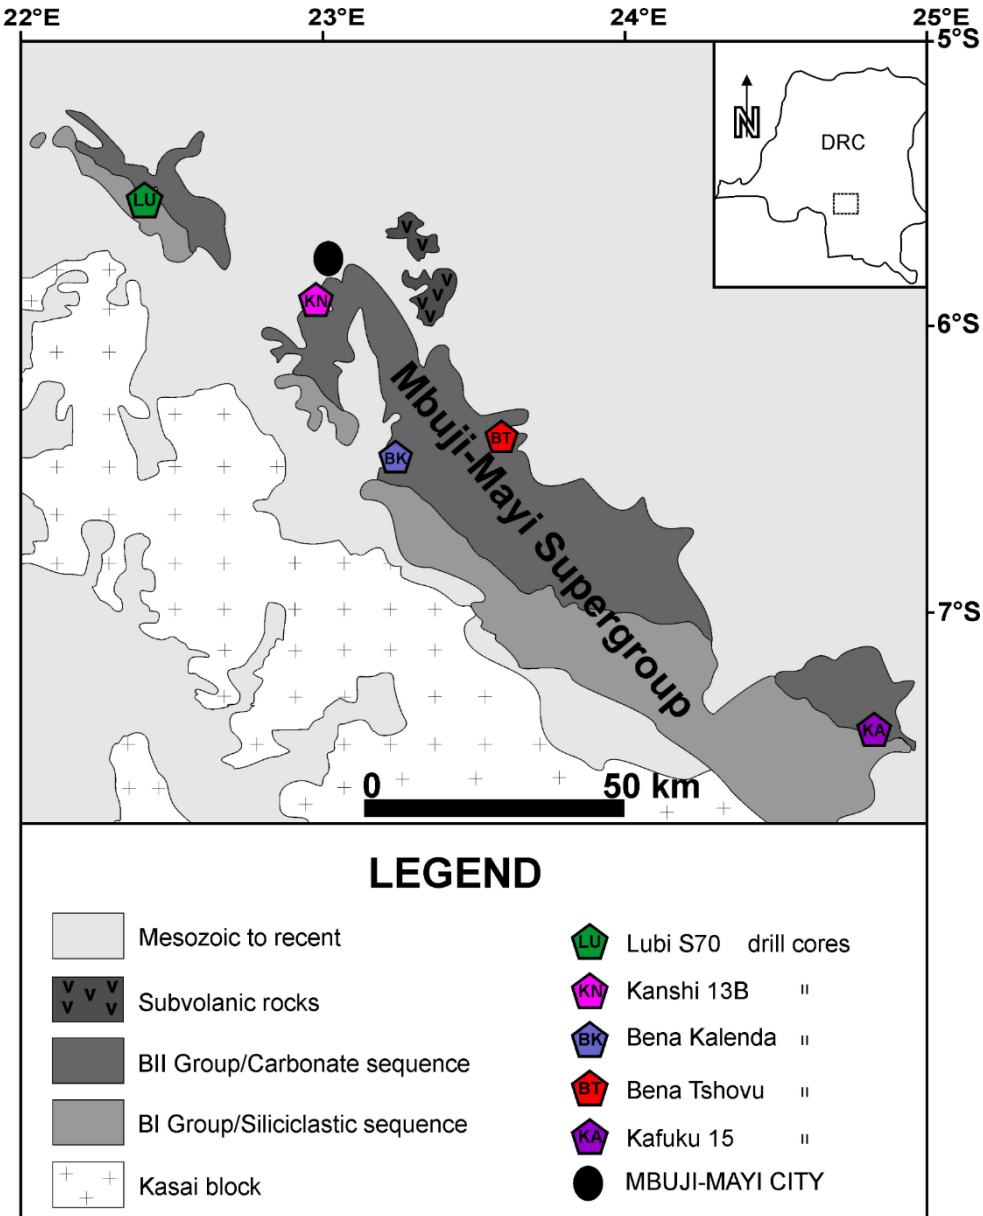 22°E 23°E 24°E 25°E
5°S
N
DRC
LU
V
V
KN
V
V
V
V
6°S
Mbuji-Mayi Supergroup
BT
BK
7°S
KA
0 50 km
LEGEND
Mesozoic to recent
V V V
V V
Subvolanic rocks
BII Group/Carbonate sequence
BI Group/Siliciclastic sequence
Kasai block
LU Lubi S70 drill cores
KN Kanshi 13B "
BK Bena Kalenda "
BT Bena Tshovu "
KA Kafuku 15 "
MBUJI-MAYI CITY